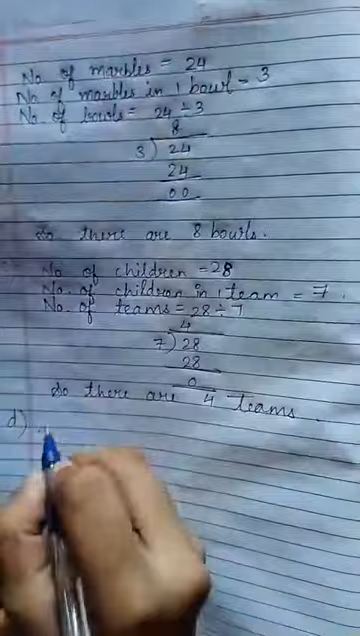 No. of marbles = 24
No. of marbles in 1 bowl = 3
No. of bowls = 24 ÷ 3
8
3 ) 24
24
00
So there are 8 bowls.
No. of children = 28
No. of children in 1 team = 7.
No. of teams = 28 ÷ 7
4
7 ) 28
28
0
So there are 4 teams.
d)